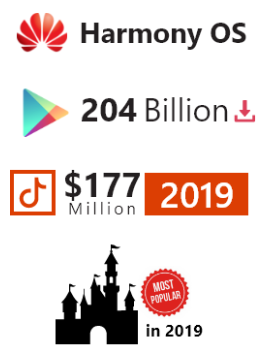 Harmony OS
204 Billion
$177
Million
2019
MOST
POPULAR
in 2019